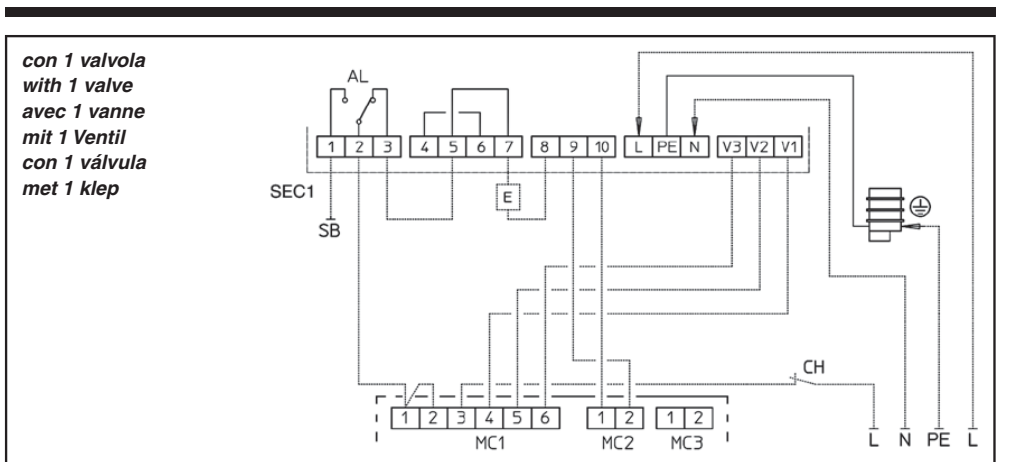 con 1 valvola
with 1 valve
avec 1 vanne
mit 1 Ventil
con 1 válvula
met 1 klep
AL
1 2 3 4 5 6 7 8 9 10 L PE N V3 V2 V1
SEC1
E
SB
CH
1 2 3 4 5 6 1 2 1 2
MC1 MC2 MC3
L N PE L